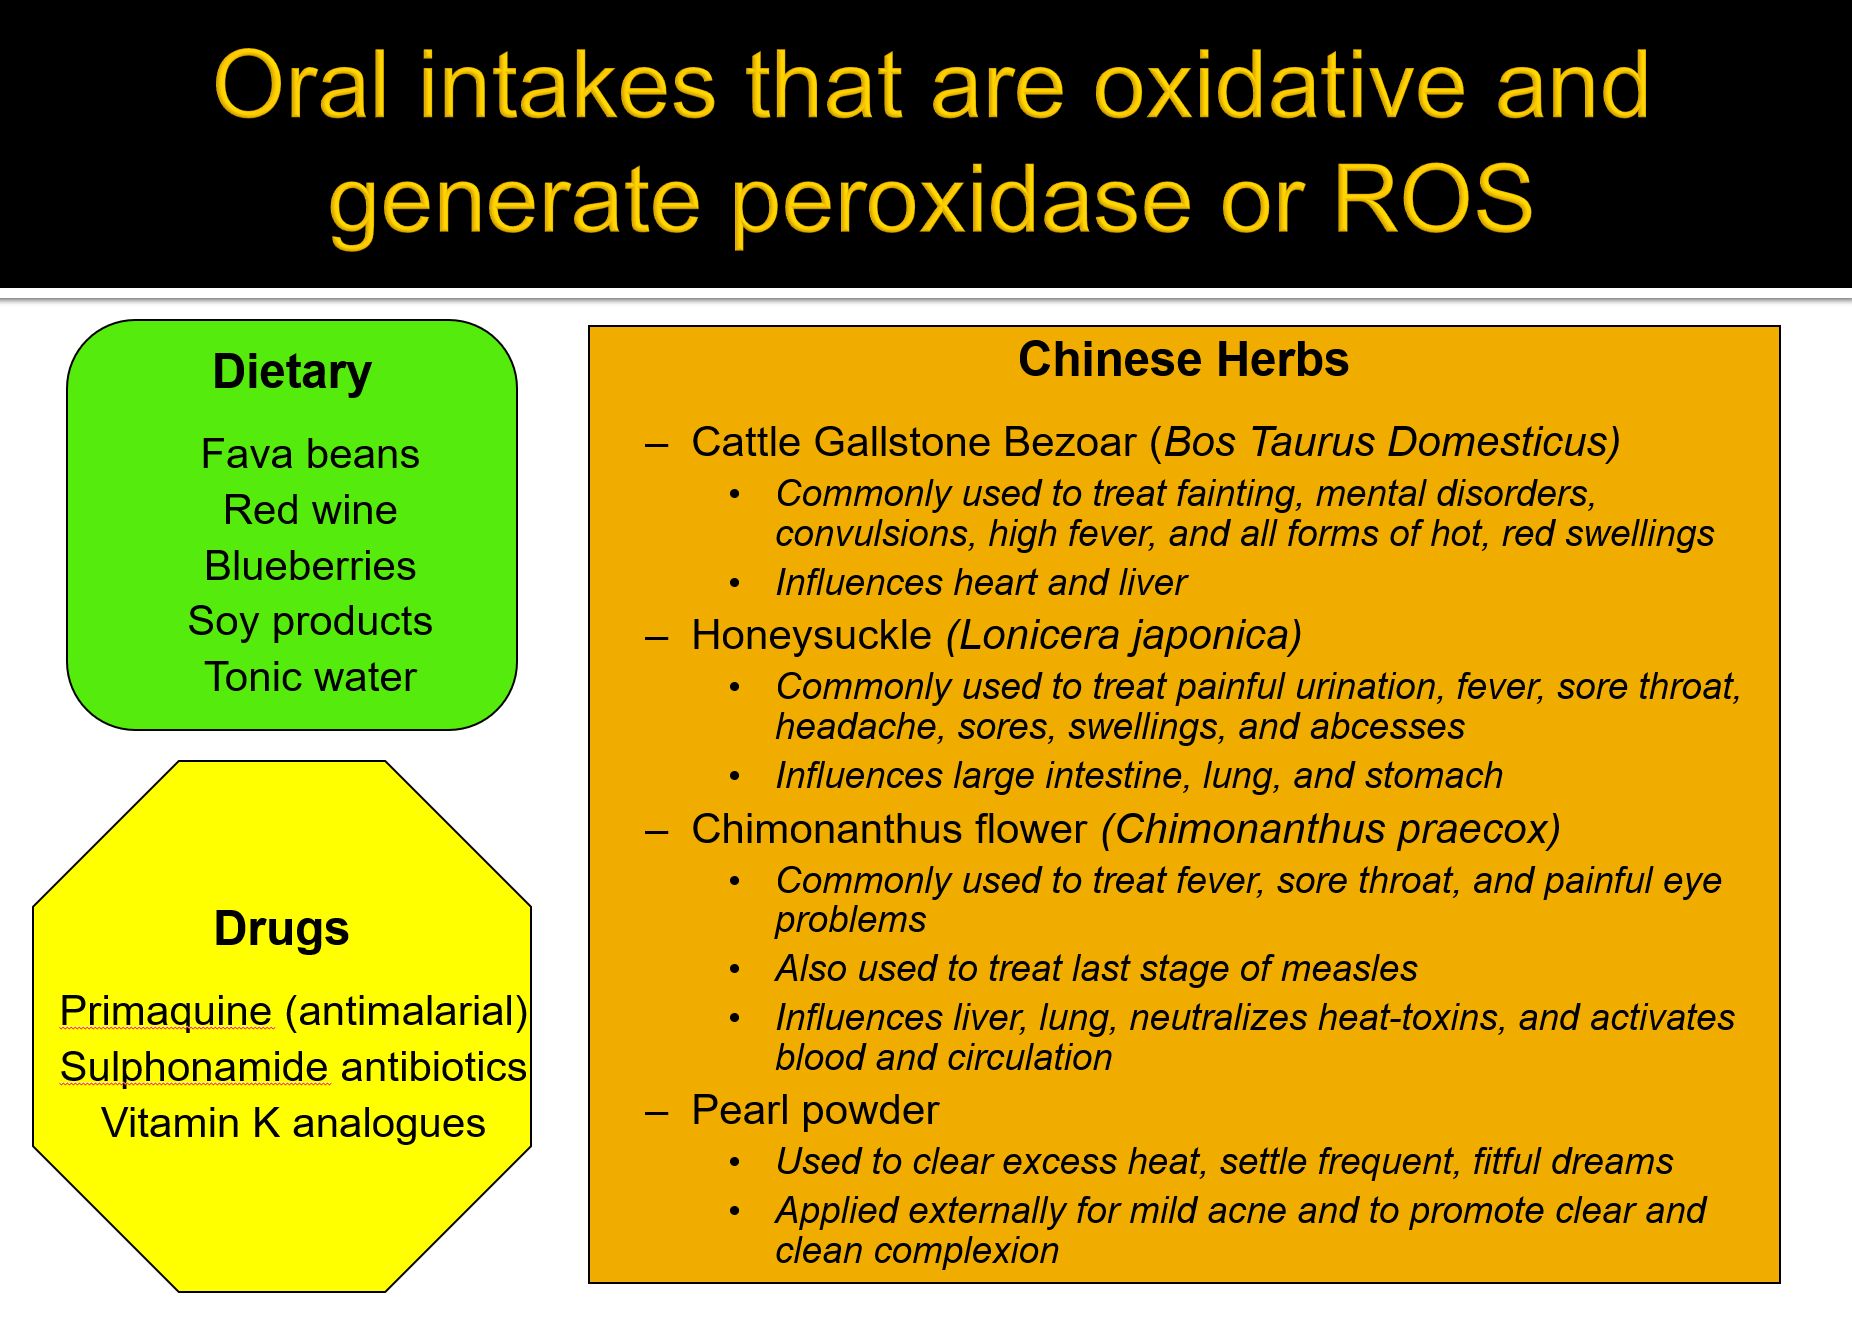 Oral intakes that are oxidative and
generate peroxidase or ROS
Dietary
Fava beans
Red wine
Blueberries
Soy products
Tonic water
Drugs
Primaquine (antimalarial)
Sulphonamide antibiotics
Vitamin K analogues
Chinese Herbs
– Cattle Gallstone Bezoar (Bos Taurus Domesticus)
• Commonly used to treat fainting, mental disorders,
convulsions, high fever, and all forms of hot, red swellings
• Influences heart and liver
– Honeysuckle (Lonicera japonica)
• Commonly used to treat painful urination, fever, sore throat,
headache, sores, swellings, and abcesses
• Influences large intestine, lung, and stomach
– Chimonanthus flower (Chimonanthus praecox)
• Commonly used to treat fever, sore throat, and painful eye
problems
• Also used to treat last stage of measles
• Influences liver, lung, neutralizes heat-toxins, and activates
blood and circulation
– Pearl powder
• Used to clear excess heat, settle frequent, fitful dreams
• Applied externally for mild acne and to promote clear and
clean complexion